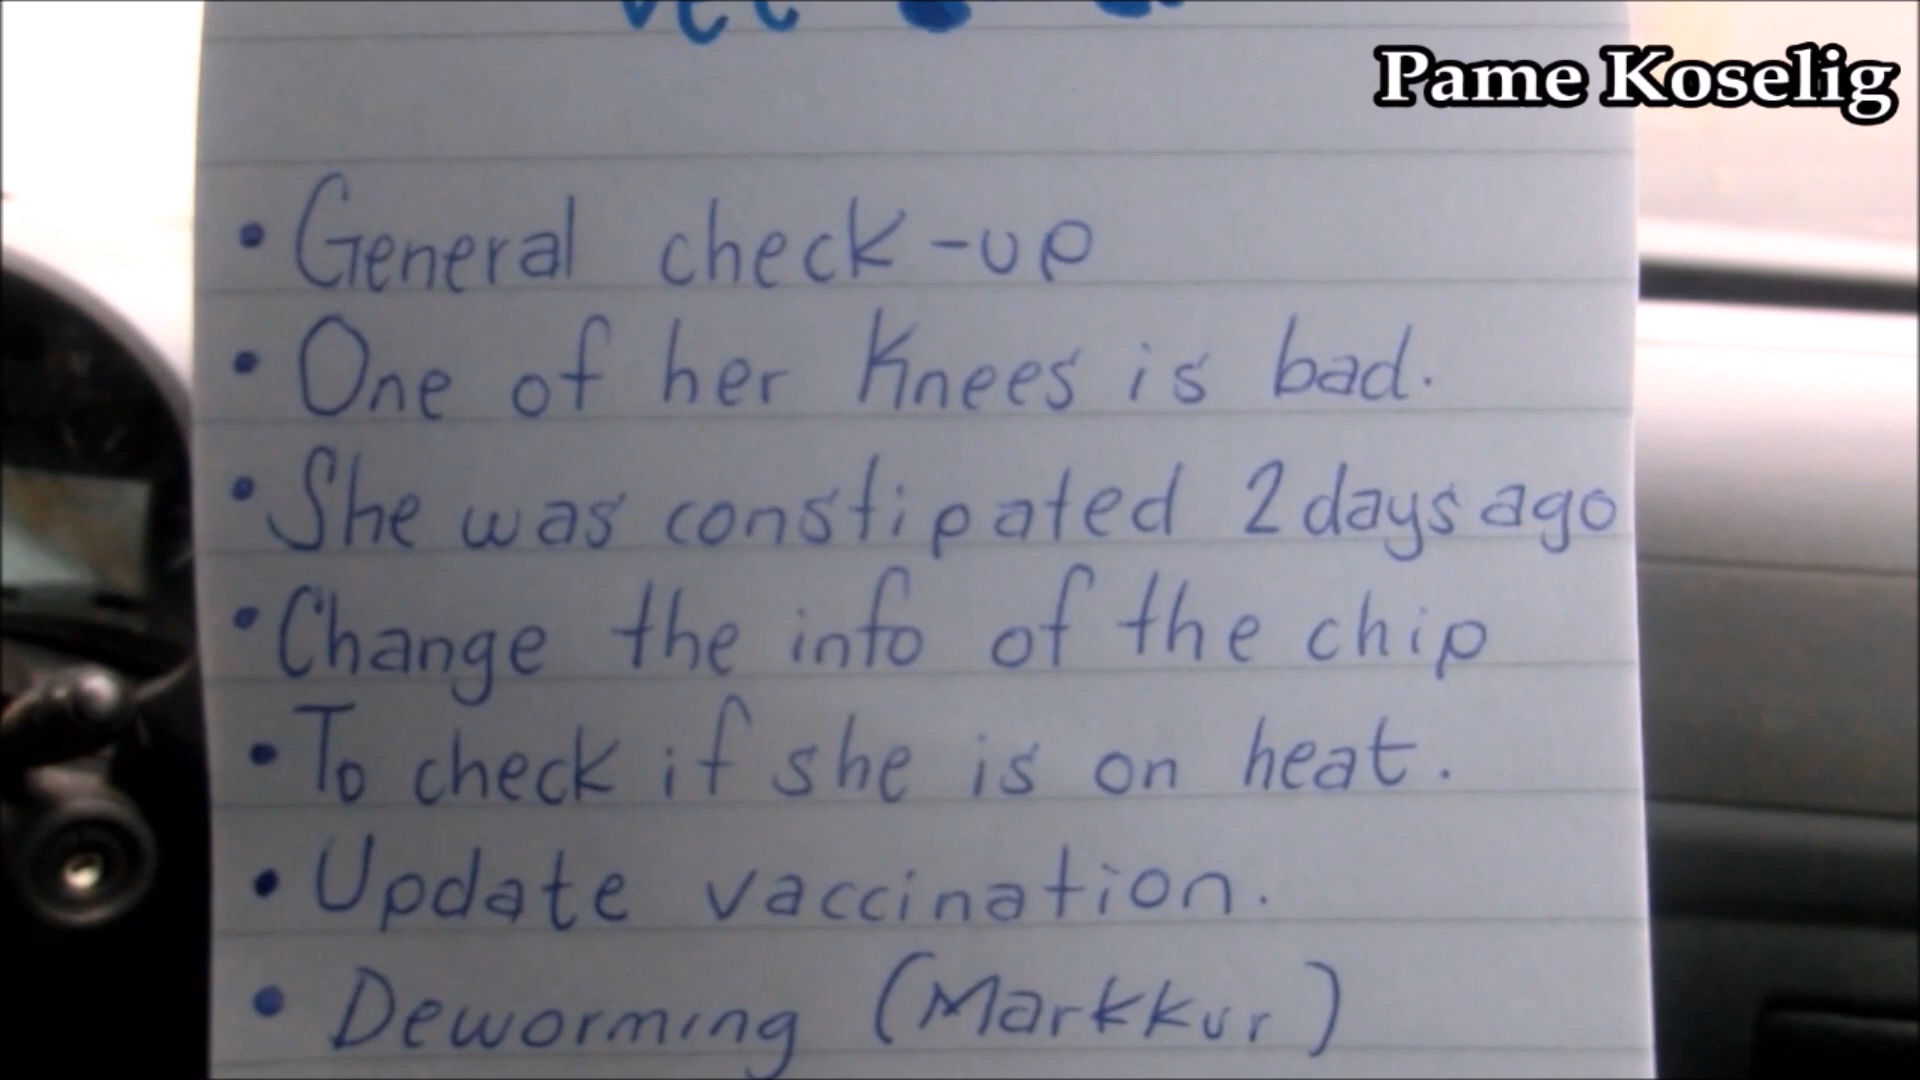 Pame Koselig
• General check-up
• One of her knees is bad.
• She was constipated 2 days ago
• Change the info of the chip
• To check if she is on heat.
• Update vaccination.
• Deworming (Markkur)